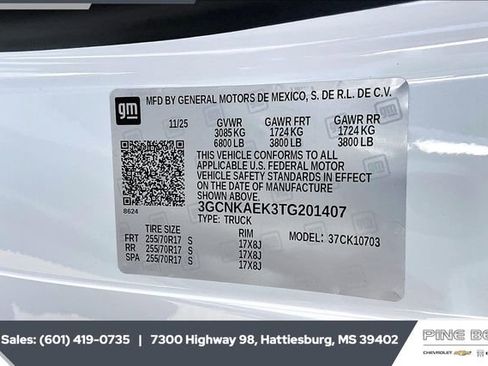 gm
MFD BY GENERAL MOTORS DE MEXICO, S. DE R.L. DE C.V.
11/25 GVWR GAWR FRT GAWR RR
3085 KG 1724 KG 1724 KG
6800 LB 3800 LB 3800 LB
THIS VEHICLE CONFORMS TO ALL
APPLICABLE U.S. FEDERAL MOTOR
VEHICLE SAFETY STANDARDS IN EFFECT
ON THE DATE OF MANUFACTURE
SHOWN ABOVE.
8624
3GCNKAEK3TG201407
TYPE: TRUCK
TIRE SIZE RIM MODEL: 37CK10703
FRT 255/70R17 S 17X8J
RR 255/70R17 S 17X8J
SPA 255/70R17 S 17X8J
Sales: (601) 419-0735 | 7300 Highway 98, Hattiesburg, MS 39402
PINE BE
CHEVROLET